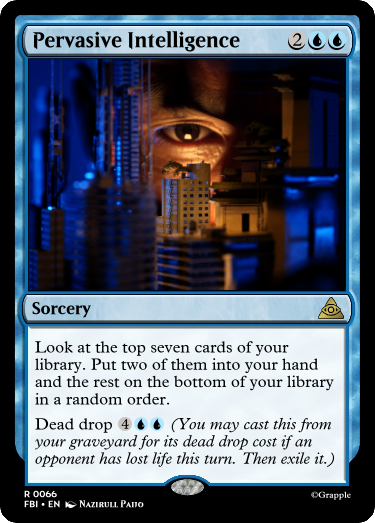 Pervasive Intelligence 2
Sorcery
Look at the top seven cards of your
library. Put two of them into your hand
and the rest on the bottom of your library
in a random order.
Dead drop 4 (You may cast this from
your graveyard for its dead drop cost if an
opponent has lost life this turn. Then exile it.)
R 0066
FBI • EN Nazirull Paijo
©Grapple